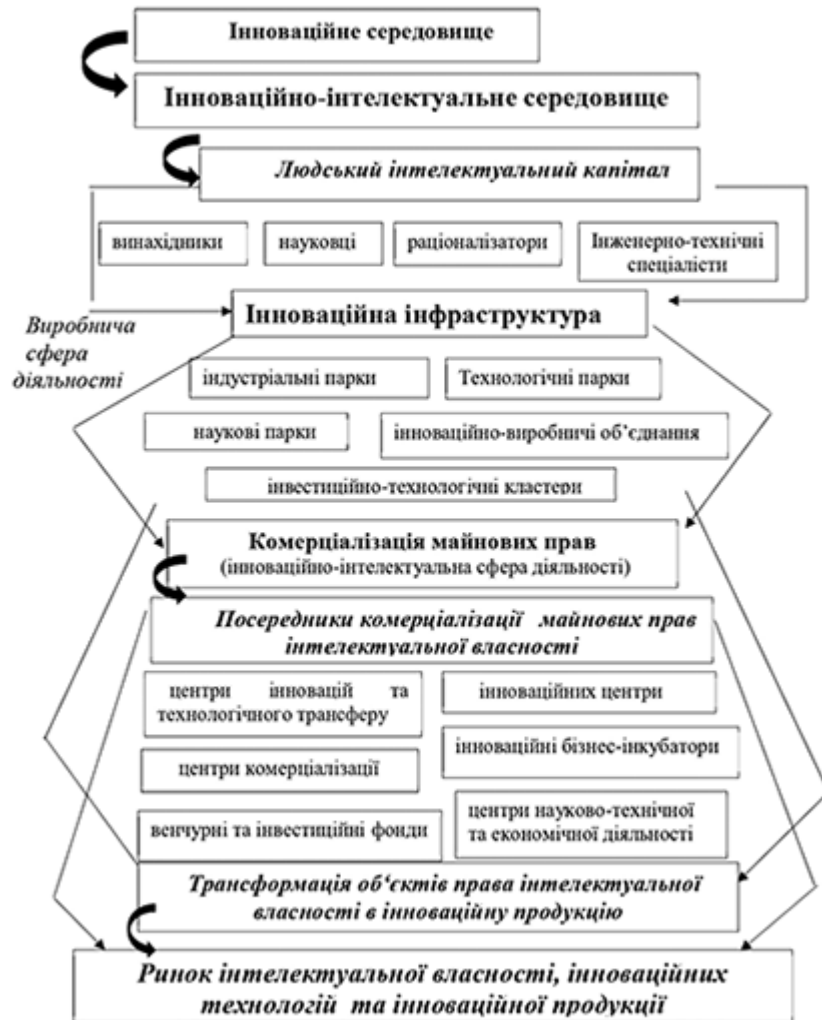 Інноваційне середовище
Інноваційно-інтелектуальне середовище
Людський інтелектуальний капітал
винахідники
науковці
раціоналізатори
Інженерно-технічні
спеціалісти
Інноваційна інфраструктура
Виробнича
сфера
діяльності
індустріальні парки
Технологічні парки
наукові парки
інноваційно-виробничі об’єднання
інвестиційно-технологічні кластери
Комерціалізація майнових прав
(інноваційно-інтелектуальна сфера діяльності)
Посередники комерціалізації майнових прав
інтелектуальної власності
центри інновацій та
технологічного трансферу
інноваційних центри
центри комерціалізації
інноваційні бізнес-інкубатори
венчурні та інвестиційні фонди
центри науково-технічної
та економічної діяльності
Трансформація об‘єктів права інтелектуальної
власності в інноваційну продукцію
Ринок інтелектуальної власності, інноваційних
технологій та інноваційної продукції